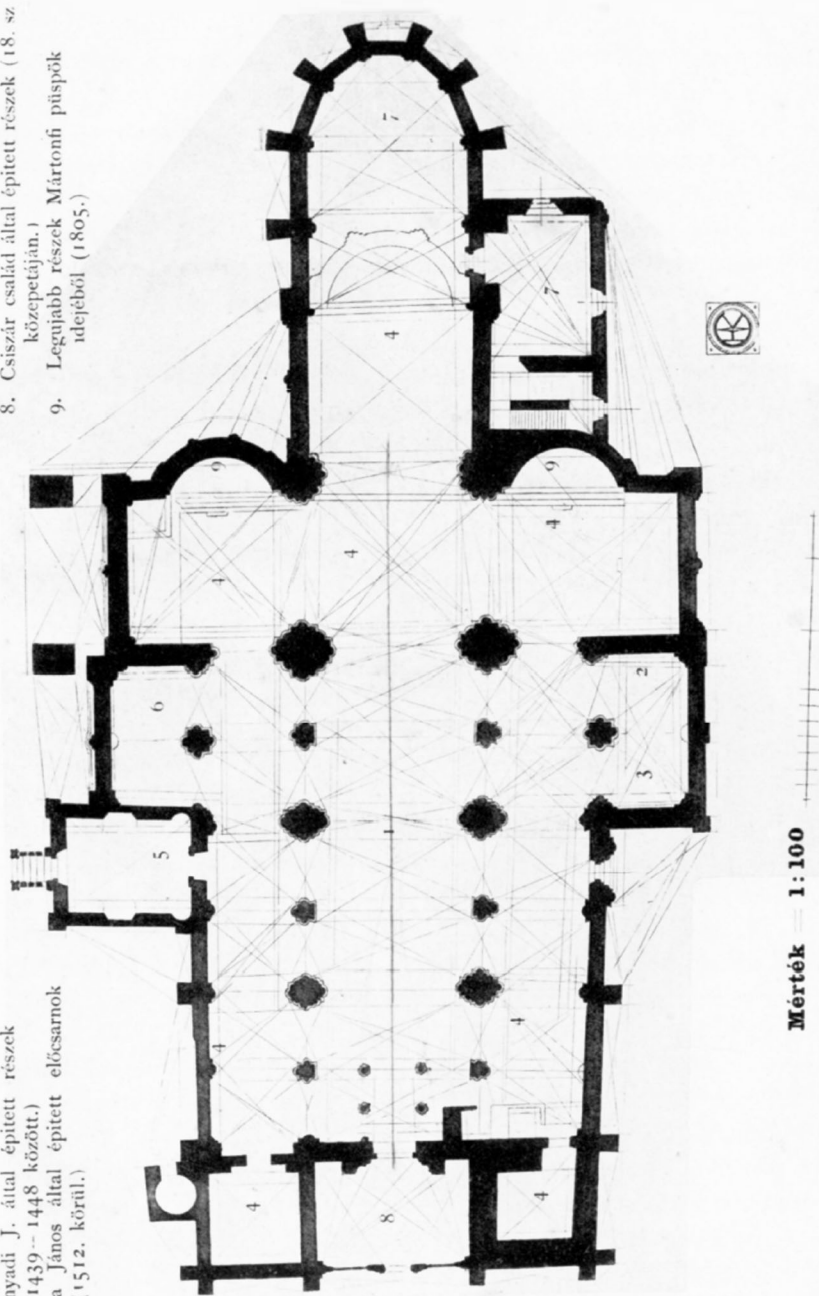 nyadi J. által épitett részek
1439–1448 között.)
a János által épitett előcsarnok
1512. körül.)
8. Csiszár család által épitett részek (18. sz
közepetáján.)
9. Legujabb részek Mártonfi püspök
idejéből (1805.)
7
4
7
9
9
4
4
4
6
2
3
5
1
4
4
4
8
4
HK
Mérték = 1:100